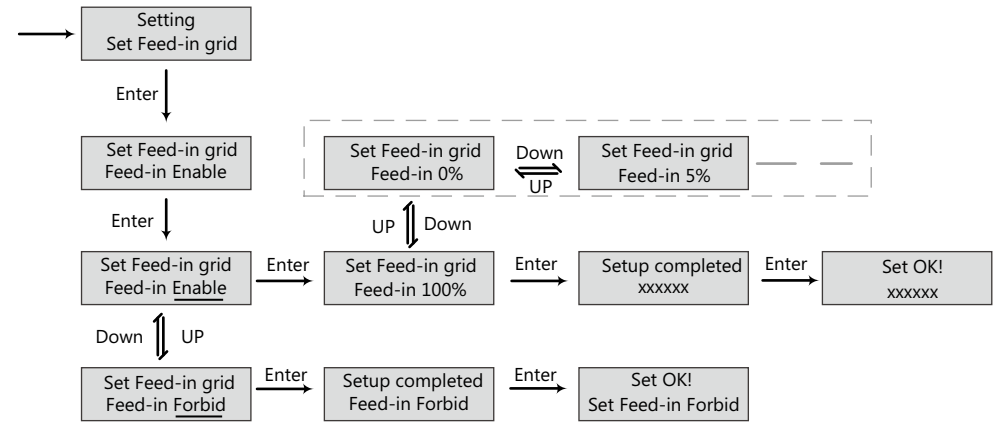 Setting
Set Feed-in grid
Enter
Set Feed-in grid
Feed-in Enable
Set Feed-in grid
Feed-in 0%
Down
UP
Set Feed-in grid
Feed-in 5%
Enter
UP
Down
Set Feed-in grid
Feed-in Enable
Enter
Set Feed-in grid
Feed-in 100%
Enter
Setup completed
xxxxxx
Enter
Set OK!
xxxxxx
Down
UP
Set Feed-in grid
Feed-in Forbid
Enter
Setup completed
Feed-in Forbid
Enter
Set OK!
Set Feed-in Forbid